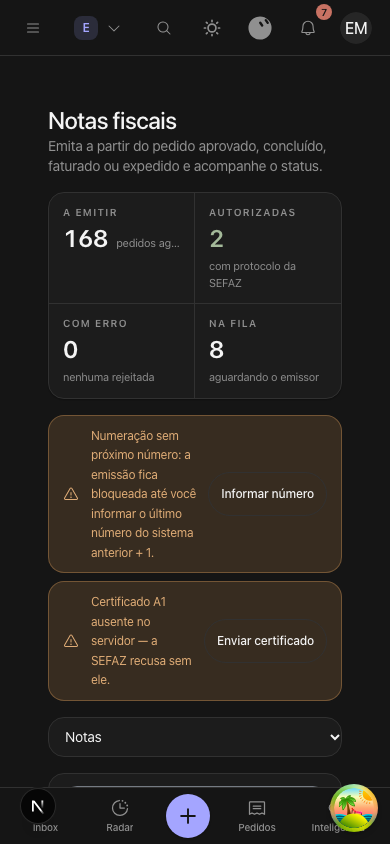 E
7
EM
Notas fiscais
Emita a partir do pedido aprovado, concluído,
faturado ou expedido e acompanhe o status.
A EMITIR
168 pedidos ag...
AUTORIZADAS
2
com protocolo da
SEFAZ
COM ERRO
0
nenhuma rejeitada
NA FILA
8
aguardando o emissor
Numeração sem
próximo número: a
emissão fica
bloqueada até você
informar o último
número do sistema
anterior + 1.
Informar número
Certificado A1
ausente no
servidor — a
SEFAZ recusa sem
ele.
Enviar certificado
Notas
N
Inbox
Radar
Pedidos